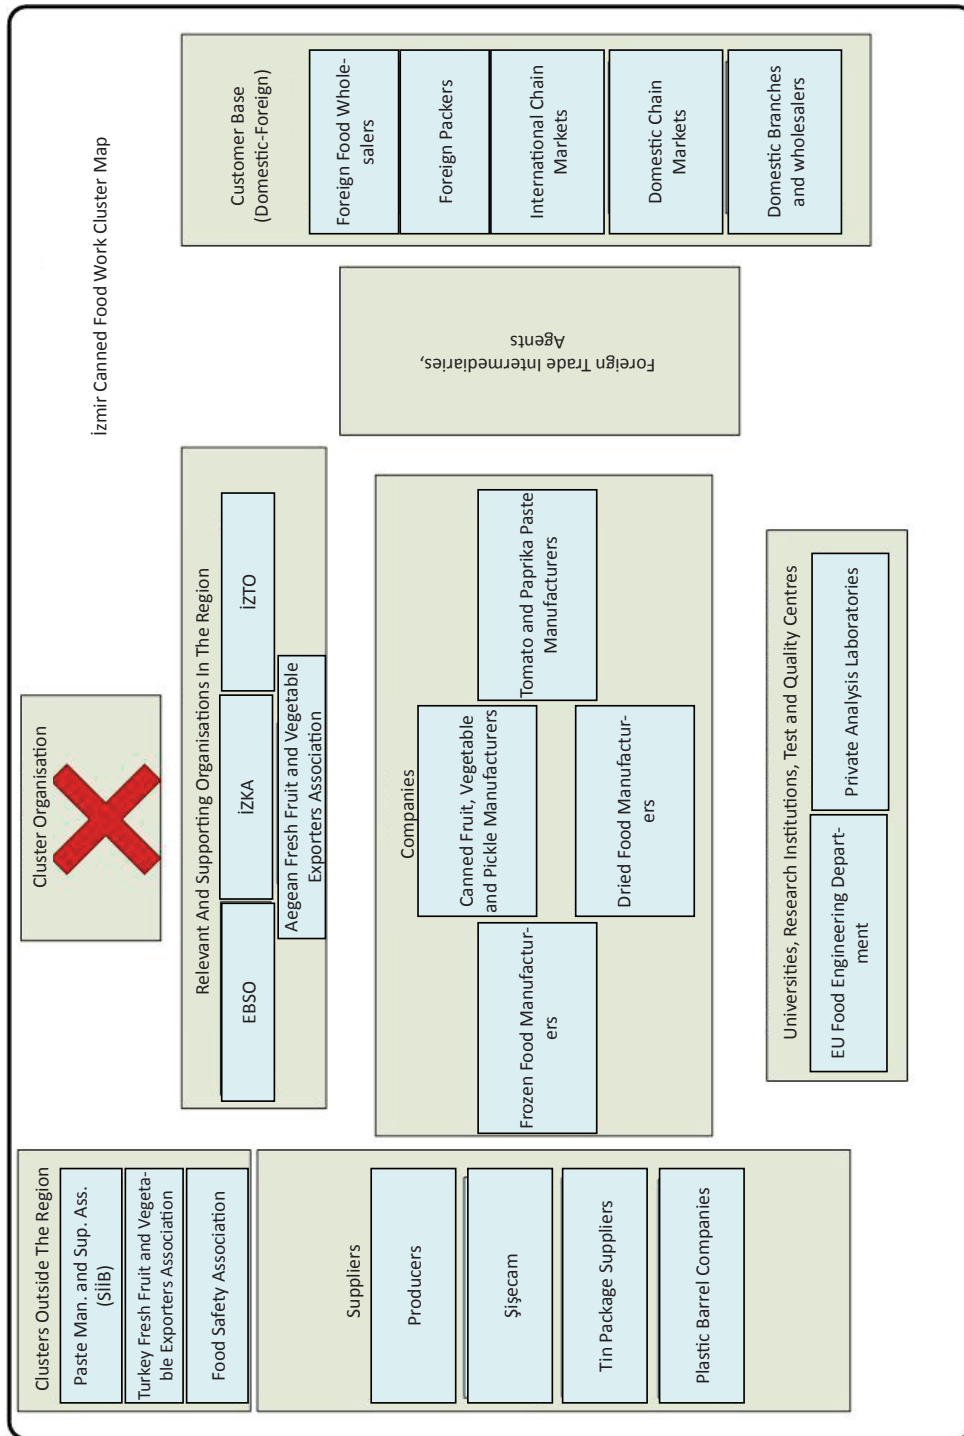 İzmir Canned Food Work Cluster Map
Cluster Organisation
Clusters Outside The Region
Paste Man. and Sup. Ass.
(SİİB)
Turkey Fresh Fruit and Vegeta-
ble Exporters Association
Food Safety Association
Relevant And Supporting Organisations In The Region
EBSO
İZKA
İZTO
Aegean Fresh Fruit and Vegetable
Exporters Association
Suppliers
Producers
Şişecam
Tin Package Suppliers
Plastic Barrel Companies
Companies
Frozen Food Manufactur-
ers
Canned Fruit, Vegetable
and Pickle Manufacturers
Tomato and Paprika Paste
Manufacturers
Dried Food Manufactur-
ers
Foreign Trade Intermediaries,
Agents
Customer Base
(Domestic-Foreign)
Foreign Food Whole-
salers
Foreign Packers
International Chain
Markets
Domestic Chain
Markets
Domestic Branches
and wholesalers
Universities, Research Institutions, Test and Quality Centres
EU Food Engineering Depart-
ment
Private Analysis Laboratories